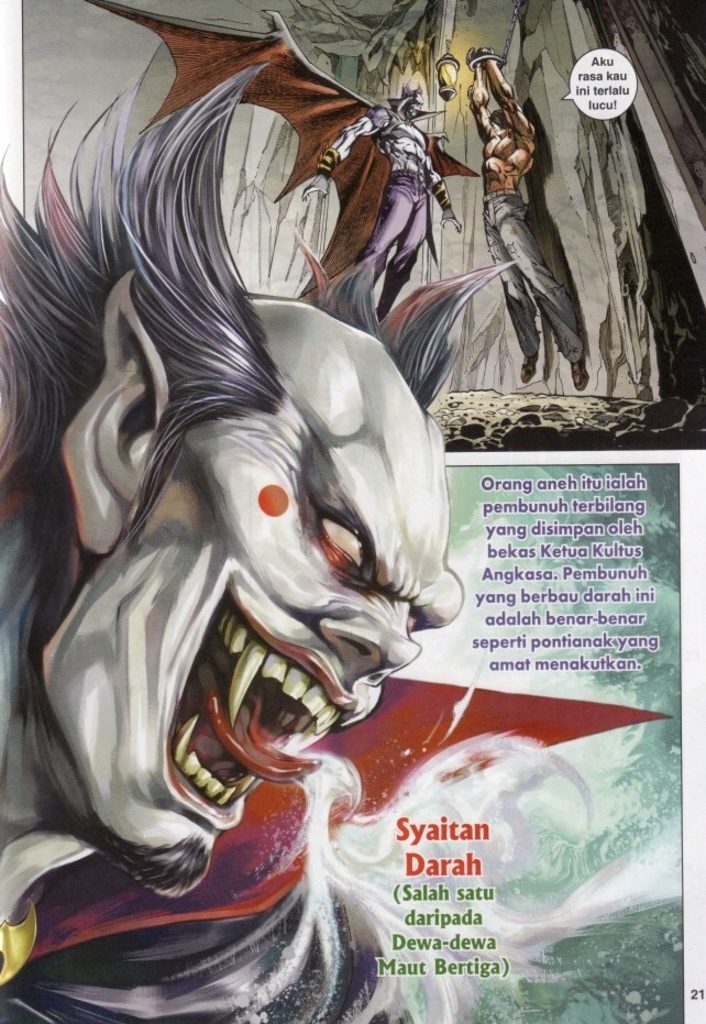 Aku
rasa kau
ini terlalu
lucu!
Orang aneh itu ialah
pembunuh terbilang
yang disimpan oleh
bekas Ketua Kultus
Angkasa. Pembunuh
yang berbau darah ini
adalah benar-benar
seperti pontianak yang
amat menakutkan.
Syaitan
Darah
(Salah satu
daripada
Dewa-dewa
Maut Bertiga)
21